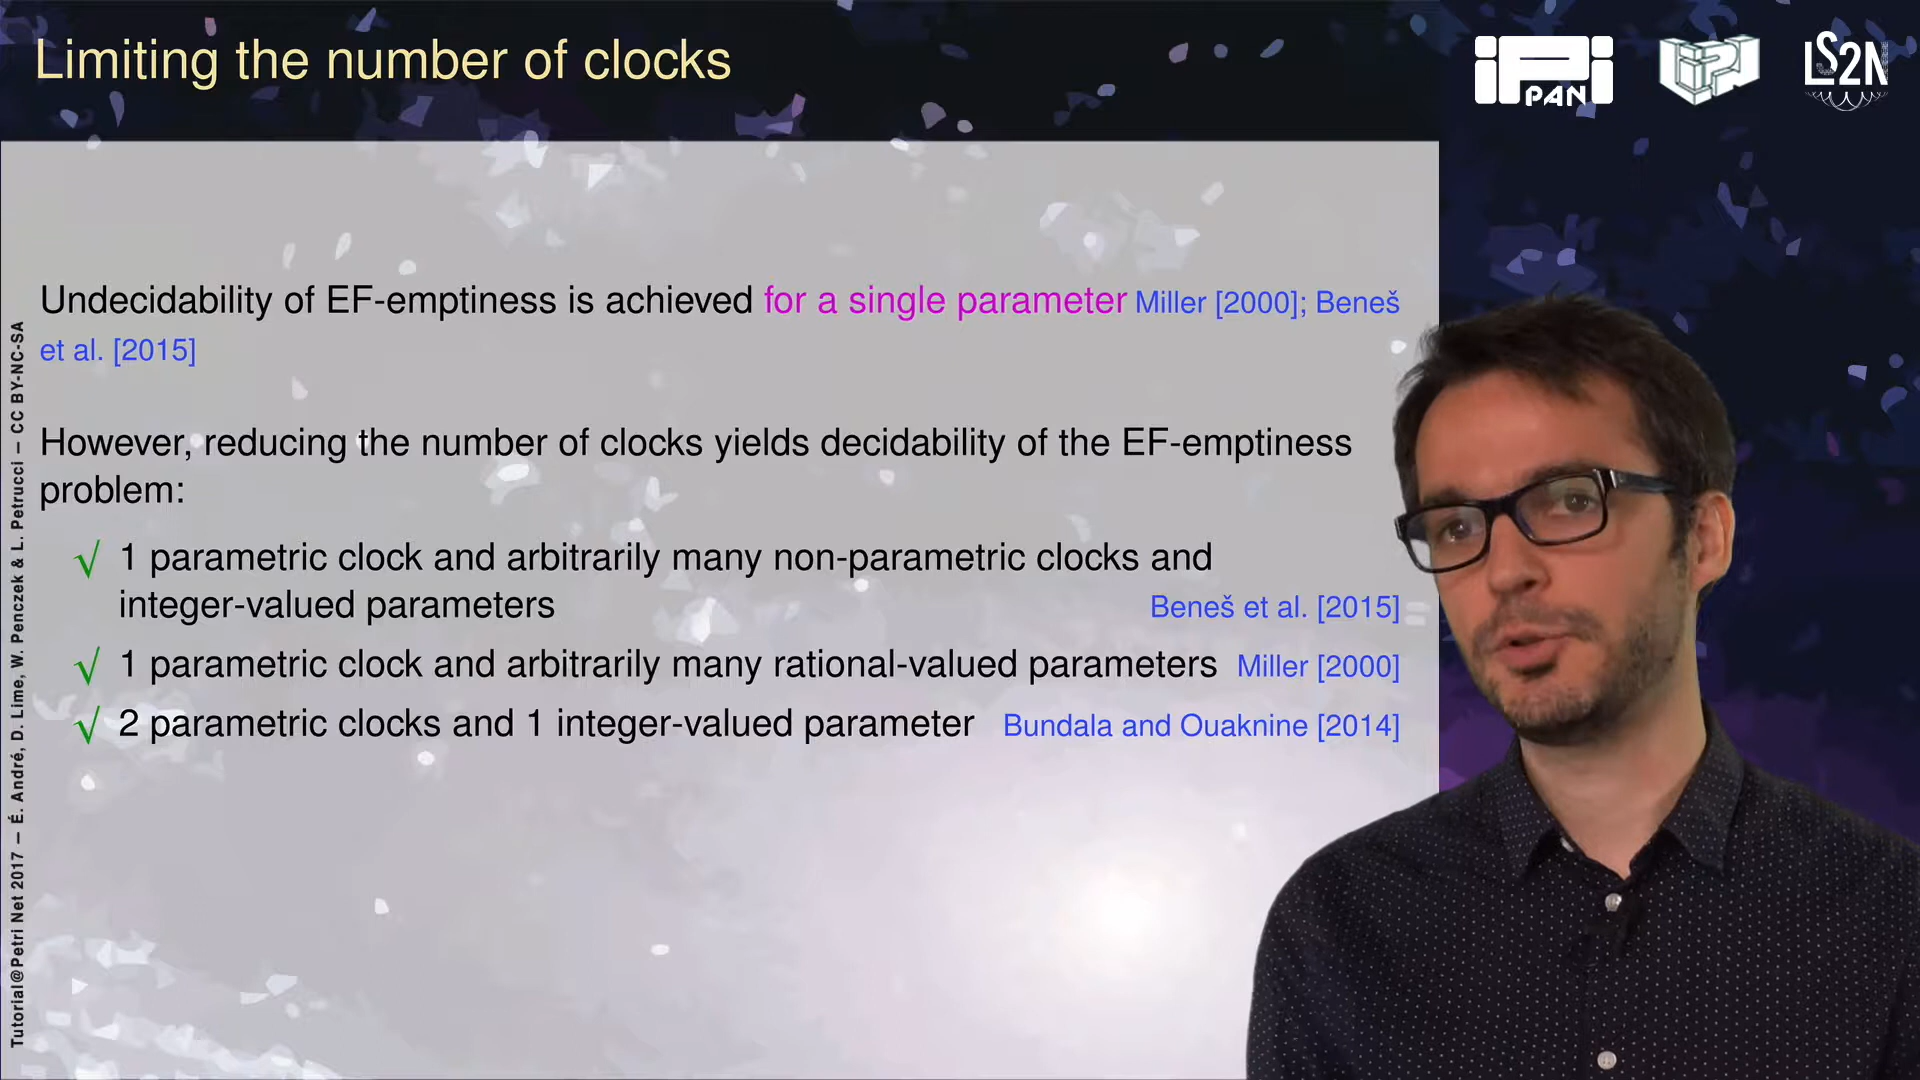 Limiting the number of clocks
iPi PAN
LIPN
LS2N
Undecidability of EF-emptiness is achieved for a single parameter Miller [2000]; Beneš
et al. [2015]
However, reducing the number of clocks yields decidability of the EF-emptiness
problem:
√ 1 parametric clock and arbitrarily many non-parametric clocks and
integer-valued parameters Beneš et al. [2015]
√ 1 parametric clock and arbitrarily many rational-valued parameters Miller [2000]
√ 2 parametric clocks and 1 integer-valued parameter Bundala and Ouaknine [2014]
Tutorial@Petri Net 2017 – É. André, D. Lime, W. Penczek & L. Petrucci – CC BY-NC-SA